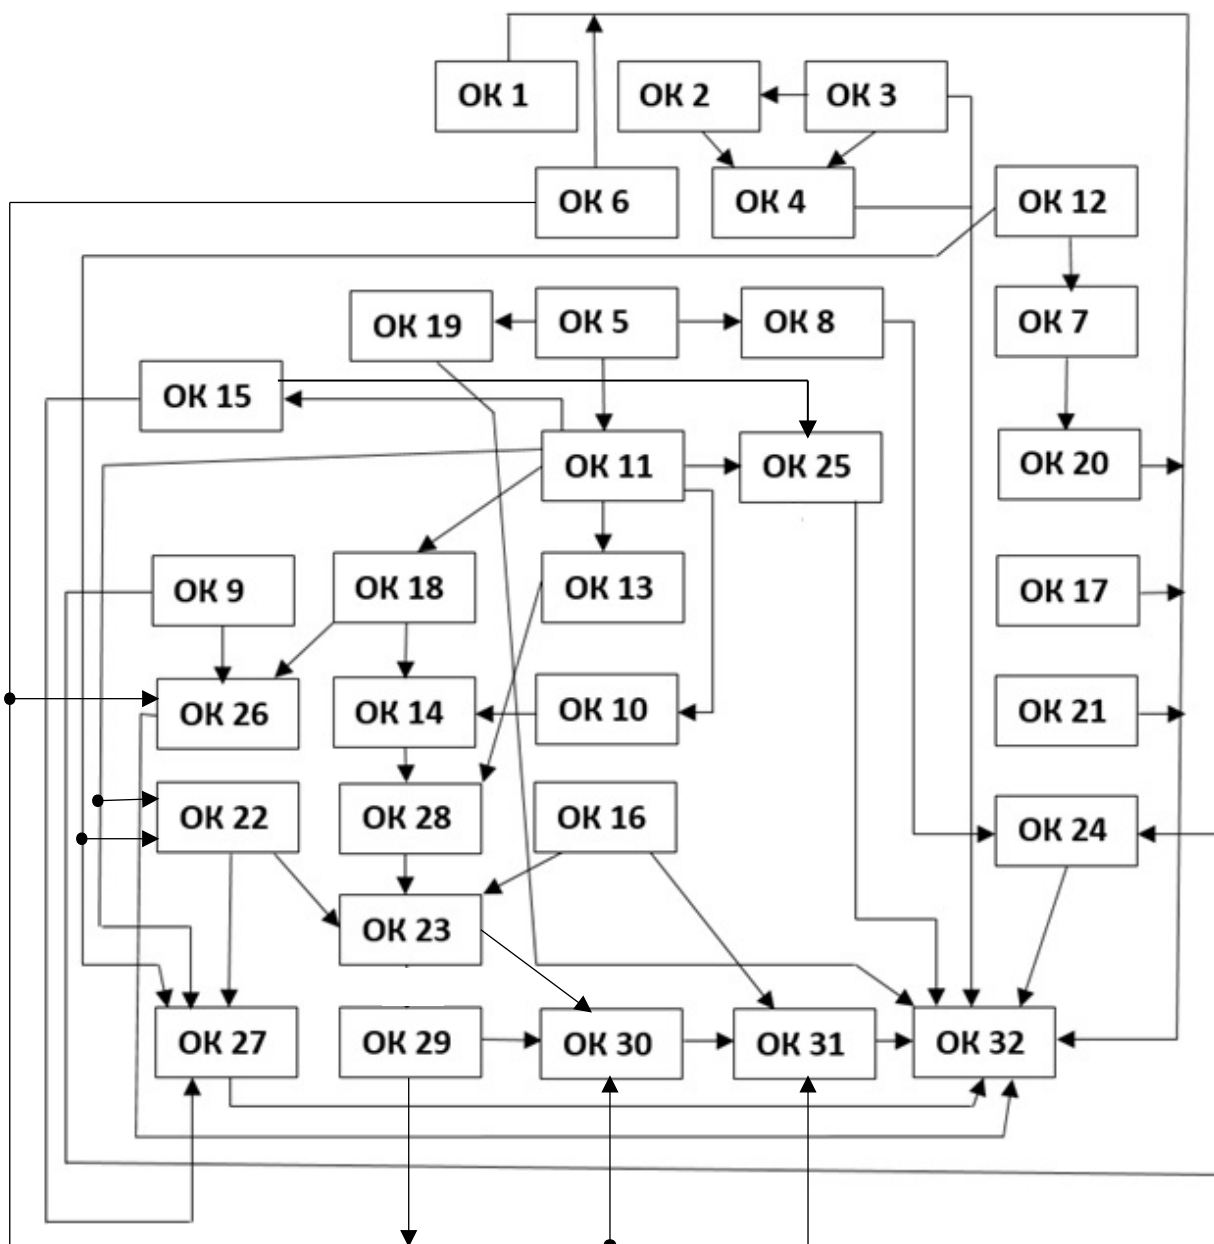 ОК 1
ОК 2
ОК 3
ОК 6
ОК 4
ОК 12
ОК 19
ОК 5
ОК 8
ОК 7
ОК 15
ОК 11
ОК 25
ОК 20
ОК 9
ОК 18
ОК 13
ОК 17
ОК 26
ОК 14
ОК 10
ОК 21
ОК 22
ОК 28
ОК 16
ОК 24
ОК 23
ОК 27
ОК 29
ОК 30
ОК 31
ОК 32